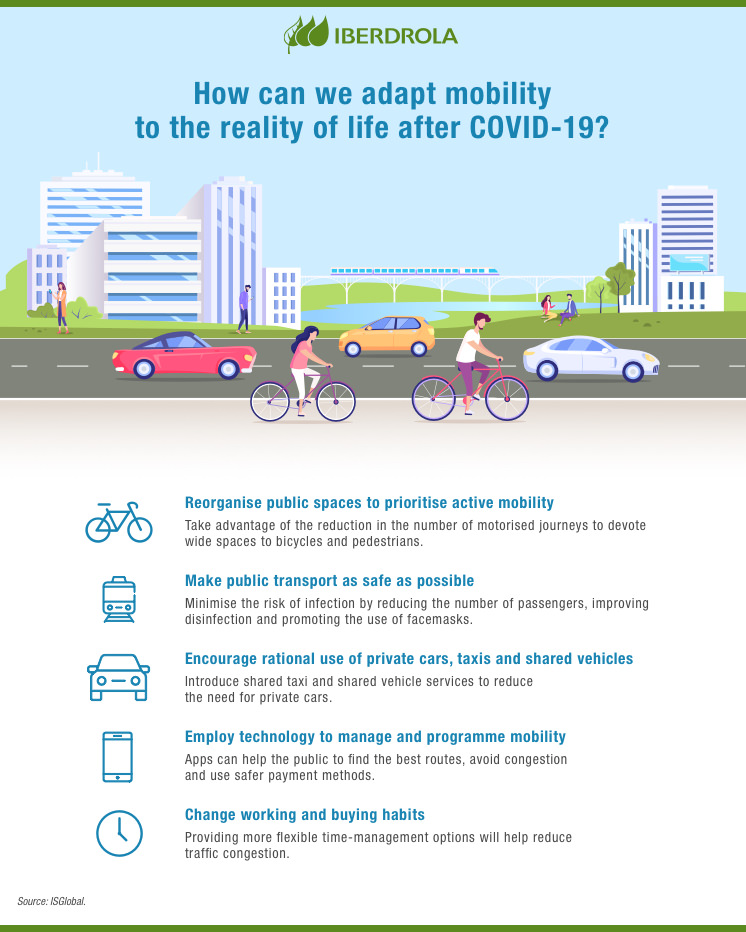 IBERDROLA
How can we adapt mobility
to the reality of life after COVID-19?
Reorganise public spaces to prioritise active mobility
Take advantage of the reduction in the number of motorised journeys to devote
wide spaces to bicycles and pedestrians.
Make public transport as safe as possible
Minimise the risk of infection by reducing the number of passengers, improving
disinfection and promoting the use of facemasks.
Encourage rational use of private cars, taxis and shared vehicles
Introduce shared taxi and shared vehicle services to reduce
the need for private cars.
Employ technology to manage and programme mobility
Apps can help the public to find the best routes, avoid congestion
and use safer payment methods.
Change working and buying habits
Providing more flexible time-management options will help reduce
traffic congestion.
Source: ISGlobal.